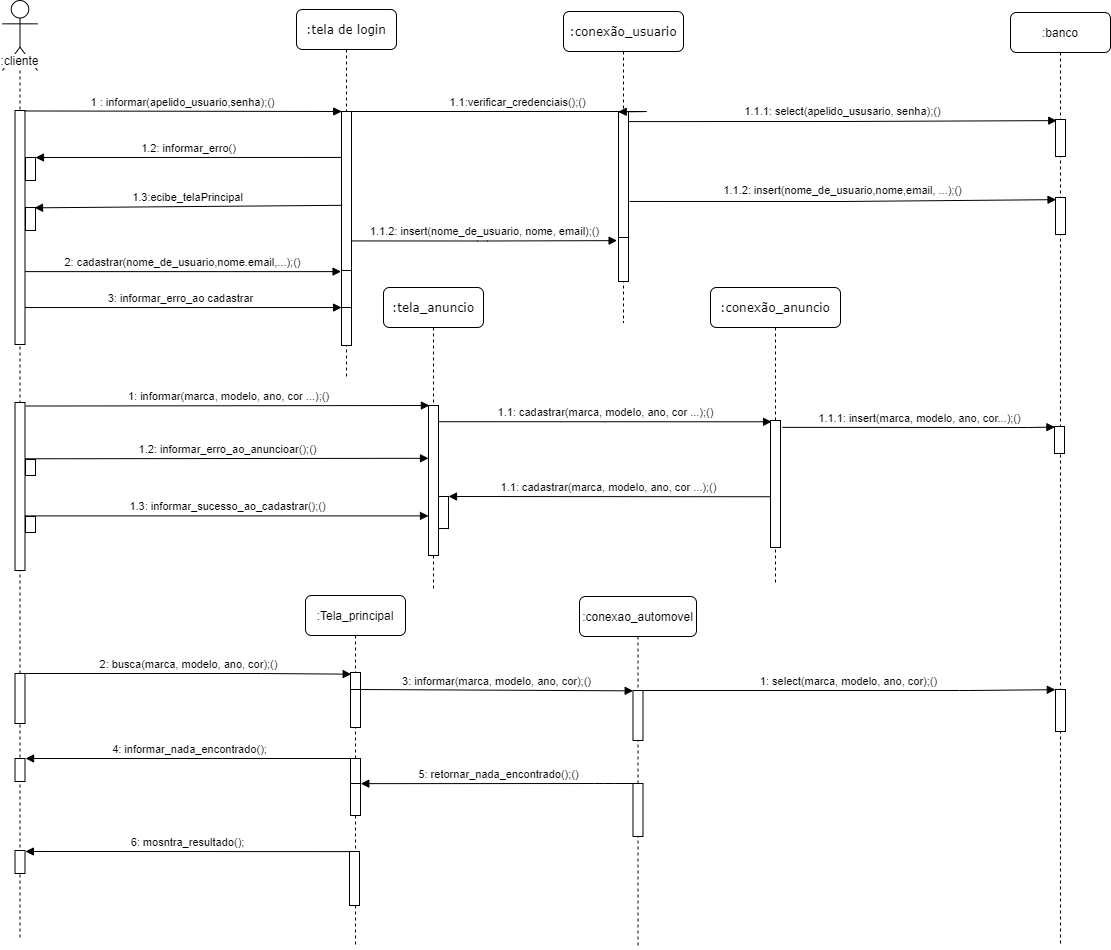 :cliente
:tela de login
:conexão_usuario
:banco
1 : informar(apelido_usuario,senha);()
1.1:verificar_credenciais();()
1.1.1: select(apelido_ususario, senha);()
1.2: informar_erro()
1.3:ecibe_telaPrincipal
1.1.2: insert(nome_de_usuario,nome,email, ...);()
1.1.2: insert(nome_de_usuario, nome, email);()
2: cadastrar(nome_de_usuario,nome.email,...);()
3: informar_erro_ao cadastrar
:tela_anuncio
:conexão_anuncio
1: informar(marca, modelo, ano, cor ...);()
1.1: cadastrar(marca, modelo, ano, cor ...);()
1.1.1: insert(marca, modelo, ano, cor...);()
1.2: informar_erro_ao_anuncioar();()
1.1: cadastrar(marca, modelo, ano, cor ...);()
1.3: informar_sucesso_ao_cadastrar();()
:Tela_principal
:conexao_automovel
2: busca(marca, modelo, ano, cor);()
3: informar(marca, modelo, ano, cor);()
1: select(marca, modelo, ano, cor);()
4: informar_nada_encontrado();
5: retornar_nada_encontrado();()
6: mosntra_resultado();